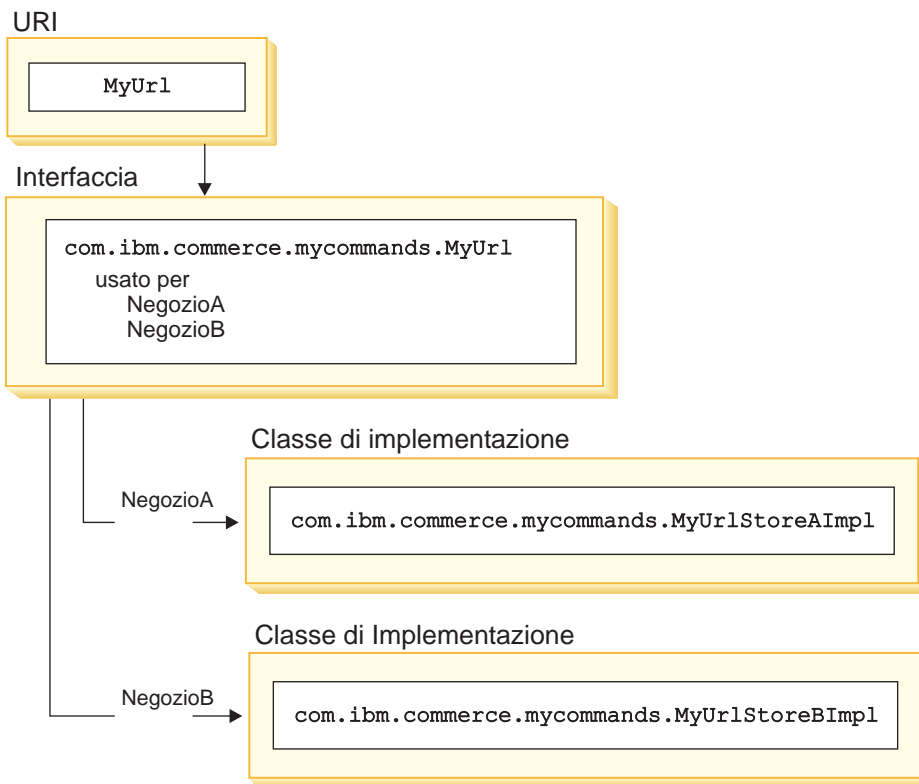 URI
MyUrl
Interfaccia
com.ibm.commerce.mycommands.MyUrl
usato per
NegozioA
NegozioB
Classe di implementazione
NegozioA
com.ibm.commerce.mycommands.MyUrlStoreAImpl
Classe di Implementazione
NegozioB
com.ibm.commerce.mycommands.MyUrlStoreBImpl